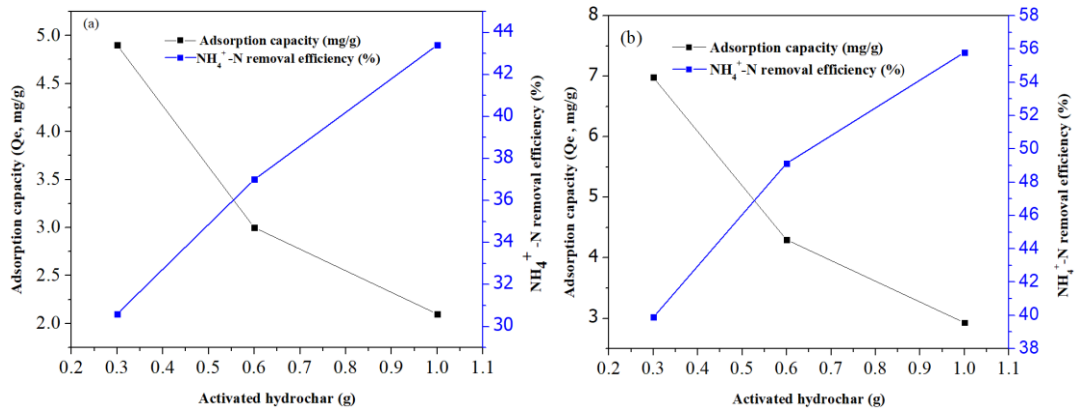 (a)
Adsorption capacity (mg/g)
NH₄⁺-N removal efficiency (%)
5.0
4.5
4.0
3.5
3.0
2.5
2.0
Adsorption capacity (Qe, mg/g)
44
42
40
38
36
34
32
30
NH₄⁺-N removal efficiency (%)
0.2 0.3 0.4 0.5 0.6 0.7 0.8 0.9 1.0 1.1
Activated hydrochar (g)
(b)
Adsorption capacity (mg/g)
NH₄⁺-N removal efficiency (%)
8
7
6
5
4
3
Adsorption capacity (Qe , mg/g)
58
56
54
52
50
48
46
44
42
40
38
NH₄⁺-N removal efficiency (%)
0.2 0.3 0.4 0.5 0.6 0.7 0.8 0.9 1.0 1.1
Activated hydrochar (g)